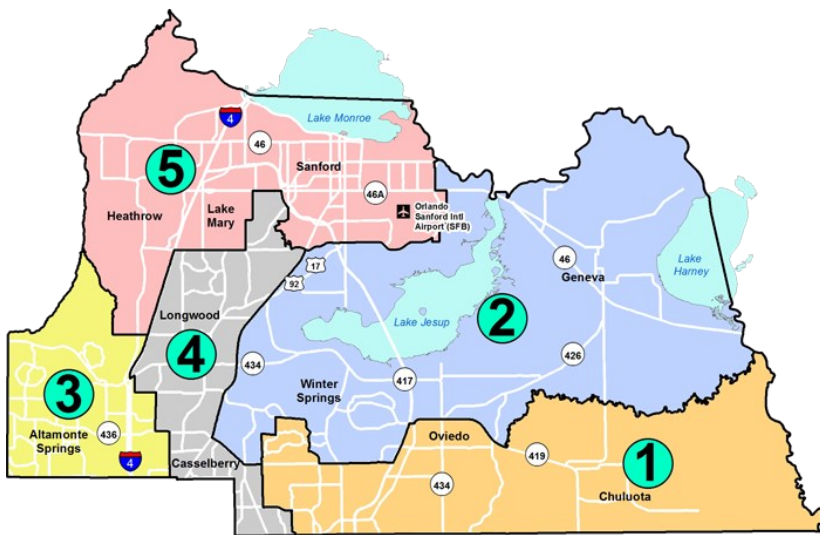 4
Lake Monroe
46
5
Sanford
46A
Heathrow
Lake
Mary
Orlando
Sanford Intl
Airport (SFB)
17
92
46
Geneva
Lake
Harney
Longwood
Lake Jesup
2
4
434
426
3
417
Winter
Springs
436
Altamonte
Springs
4
Casselberry
Oviedo
419
1
434
Chuluota